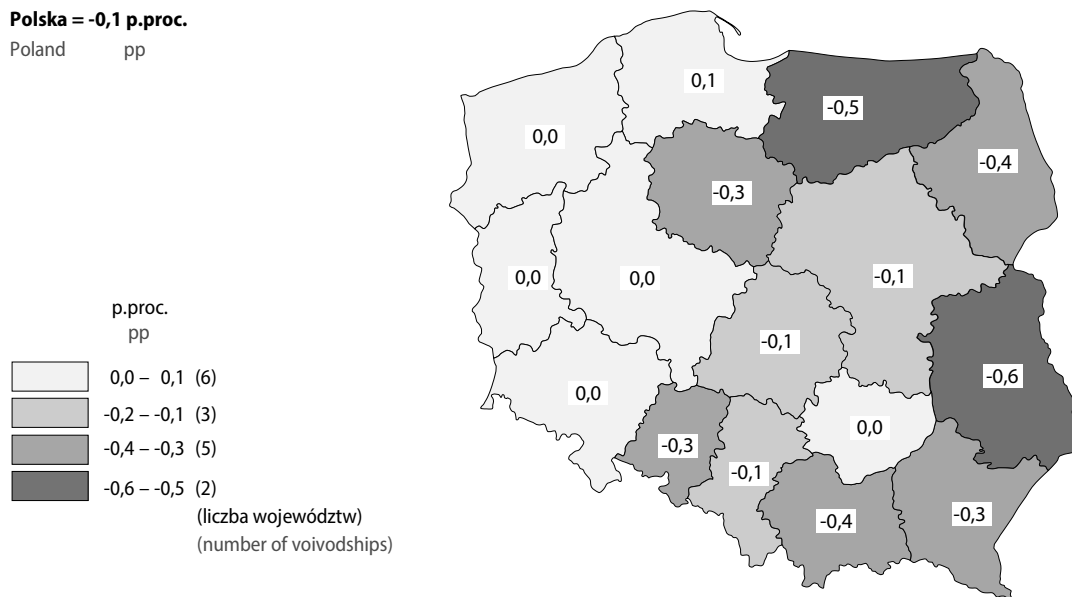 Polska = -0,1 p.proc.
Poland pp
0,1
-0,5
0,0
-0,4
-0,3
0,0
0,0
-0,1
-0,1
-0,6
0,0
0,0
-0,3
-0,1
-0,4
-0,3
p.proc.
pp
0,0 – 0,1 (6)
-0,2 – -0,1 (3)
-0,4 – -0,3 (5)
-0,6 – -0,5 (2)
(liczba województw)
(number of voivodships)